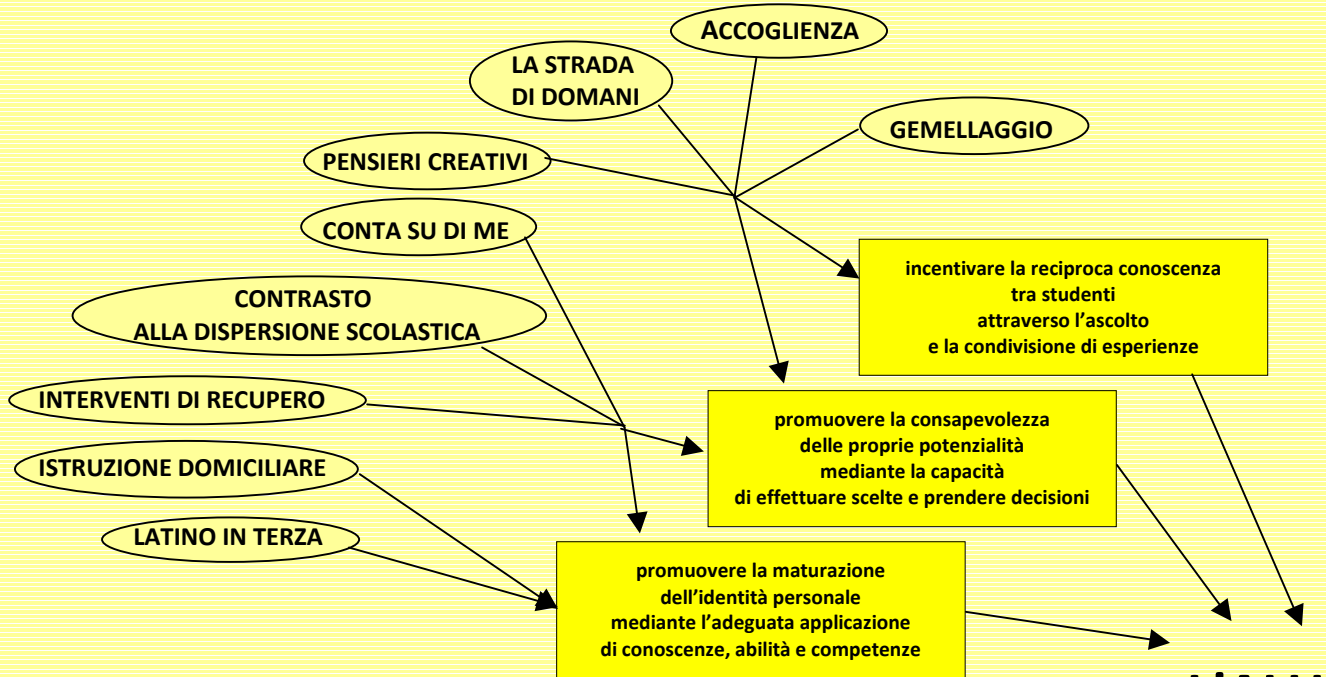 ACCOGLIENZA
LA STRADA
DI DOMANI
GEMELLAGGIO
PENSIERI CREATIVI
CONTA SU DI ME
incentivare la reciproca conoscenza
tra studenti
attraverso l’ascolto
e la condivisione di esperienze
CONTRASTO
ALLA DISPERSIONE SCOLASTICA
INTERVENTI DI RECUPERO
promuovere la consapevolezza
delle proprie potenzialità
mediante la capacità
di effettuare scelte e prendere decisioni
ISTRUZIONE DOMICILIARE
LATINO IN TERZA
promuovere la maturazione
dell’identità personale
mediante l’adeguata applicazione
di conoscenze, abilità e competenze